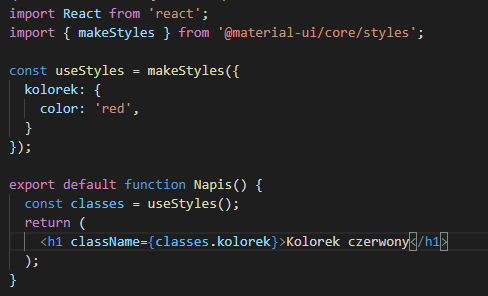 import React from 'react';
import { makeStyles } from '@material-ui/core/styles';

const useStyles = makeStyles({
  kolorek: {
    color: 'red',
  }
});

export default function Napis() {
  const classes = useStyles();
  return (
    <h1 className={classes.kolorek}>Kolorek czerwony</h1>
  );
}